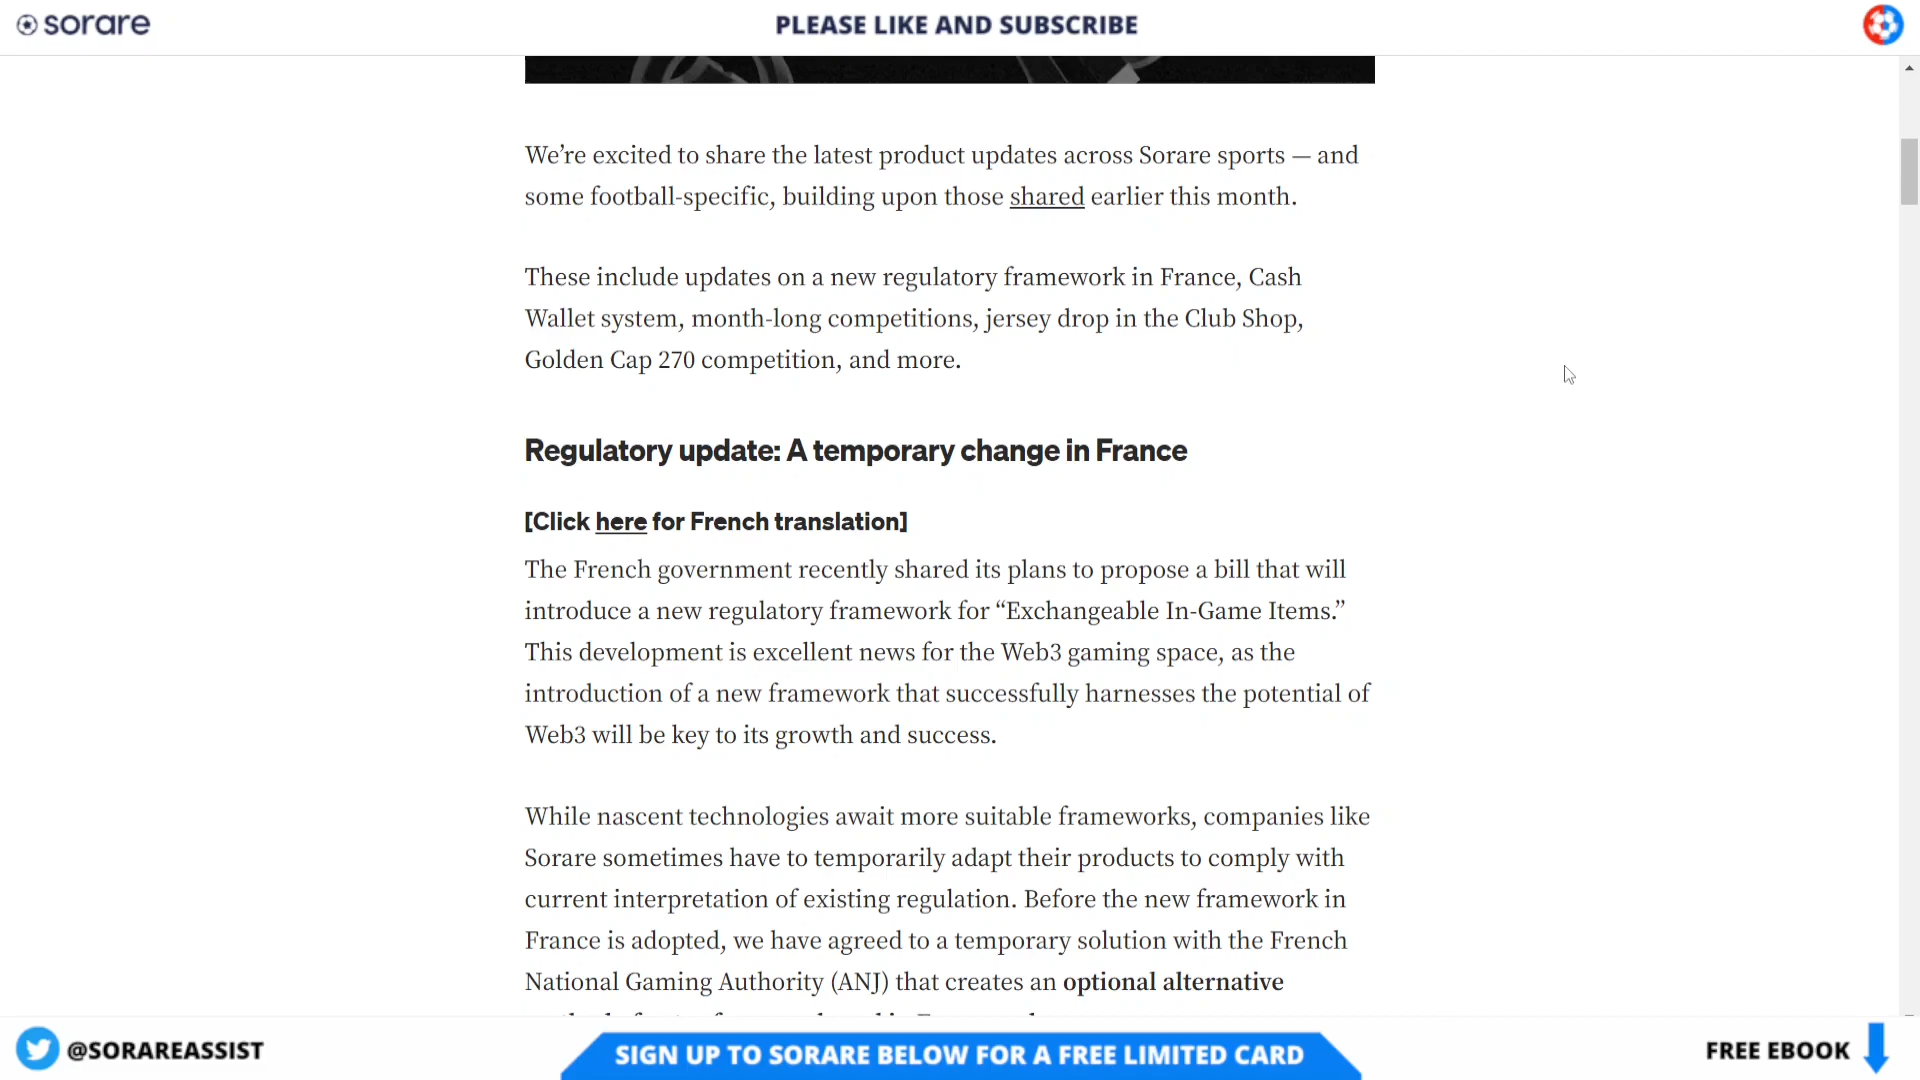 sorare
PLEASE LIKE AND SUBSCRIBE
We’re excited to share the latest product updates across Sorare sports — and
some football-specific, building upon those shared earlier this month.
These include updates on a new regulatory framework in France, Cash
Wallet system, month-long competitions, jersey drop in the Club Shop,
Golden Cap 270 competition, and more.
Regulatory update: A temporary change in France
[Click here for French translation]
The French government recently shared its plans to propose a bill that will
introduce a new regulatory framework for “Exchangeable In-Game Items.”
This development is excellent news for the Web3 gaming space, as the
introduction of a new framework that successfully harnesses the potential of
Web3 will be key to its growth and success.
While nascent technologies await more suitable frameworks, companies like
Sorare sometimes have to temporarily adapt their products to comply with
current interpretation of existing regulation. Before the new framework in
France is adopted, we have agreed to a temporary solution with the French
National Gaming Authority (ANJ) that creates an optional alternative
@SORAREASSIST
SIGN UP TO SORARE BELOW FOR A FREE LIMITED CARD
FREE EBOOK